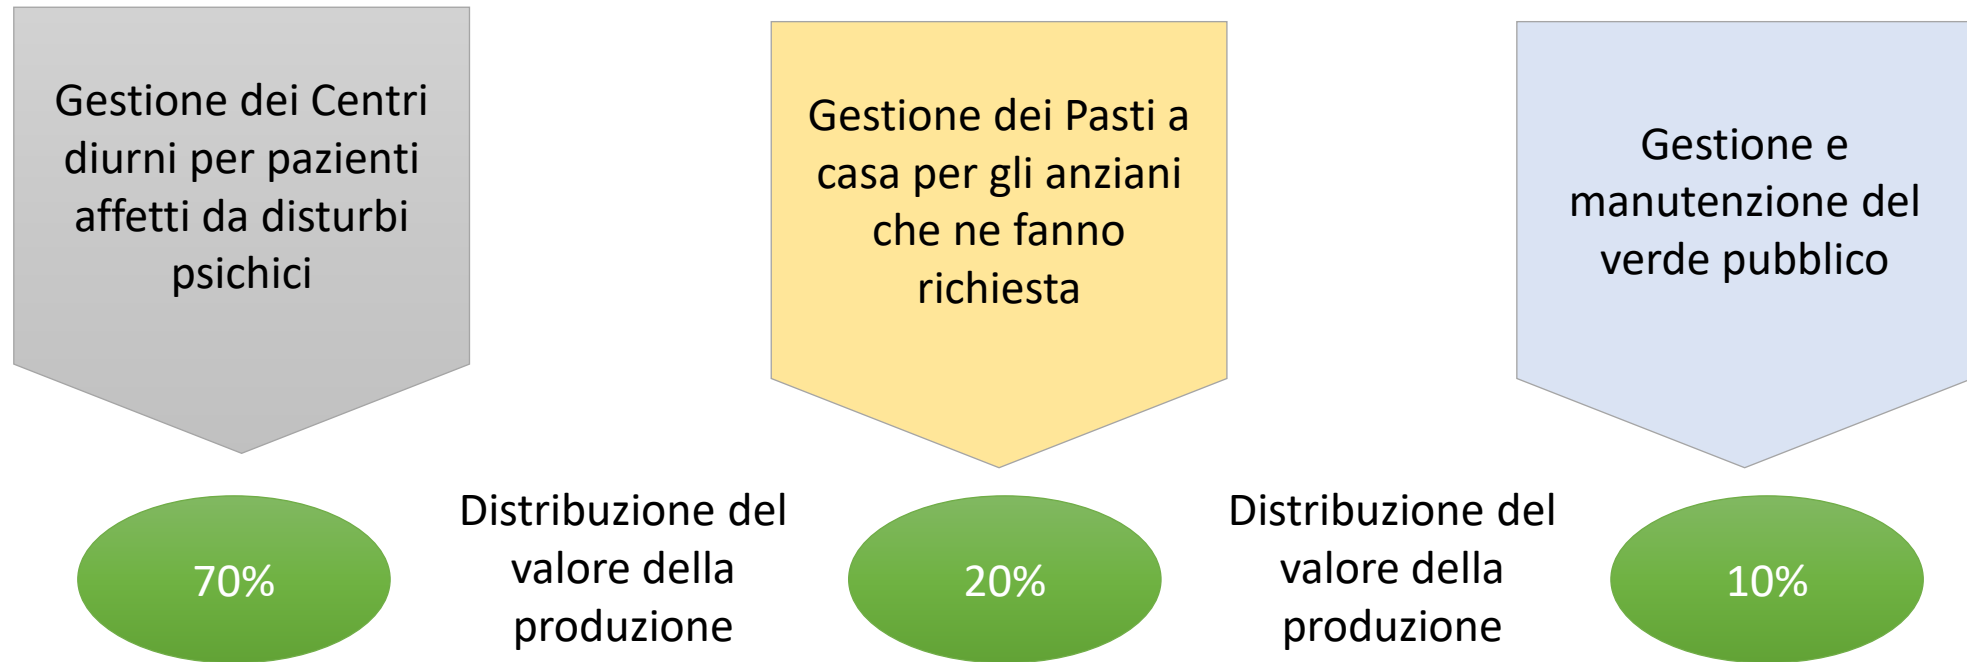 Gestione dei Centri
diurni per pazienti
affetti da disturbi
psichici
Gestione dei Pasti a
casa per gli anziani
che ne fanno
richiesta
Gestione e
manutenzione del
verde pubblico
70%
Distribuzione del
valore della
produzione
20%
Distribuzione del
valore della
produzione
10%